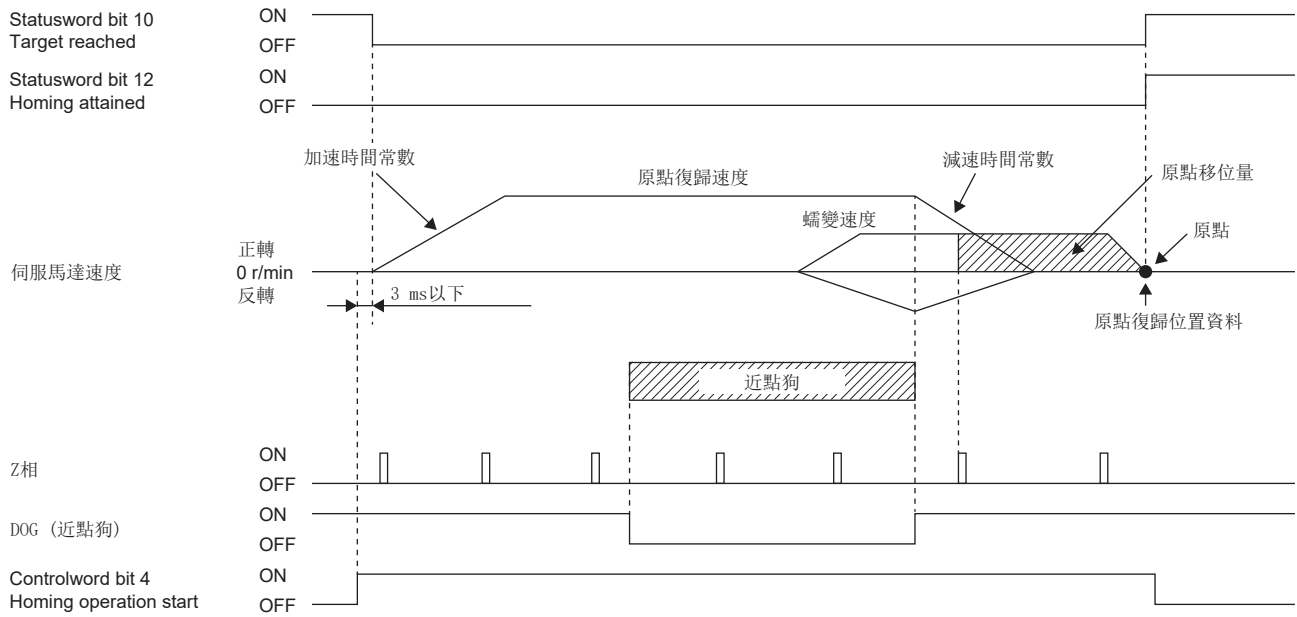 Statusword bit 10
Target reached
ON
OFF
Statusword bit 12
Homing attained
ON
OFF
加速時間常數
原點復歸速度
減速時間常數
原點移位量
蠕變速度
原點
伺服馬達速度
正轉
0 r/min
反轉
3 ms以下
原點復歸位置資料
近點狗
Z相
ON
OFF
DOG (近點狗)
ON
OFF
Controlword bit 4
Homing operation start
ON
OFF